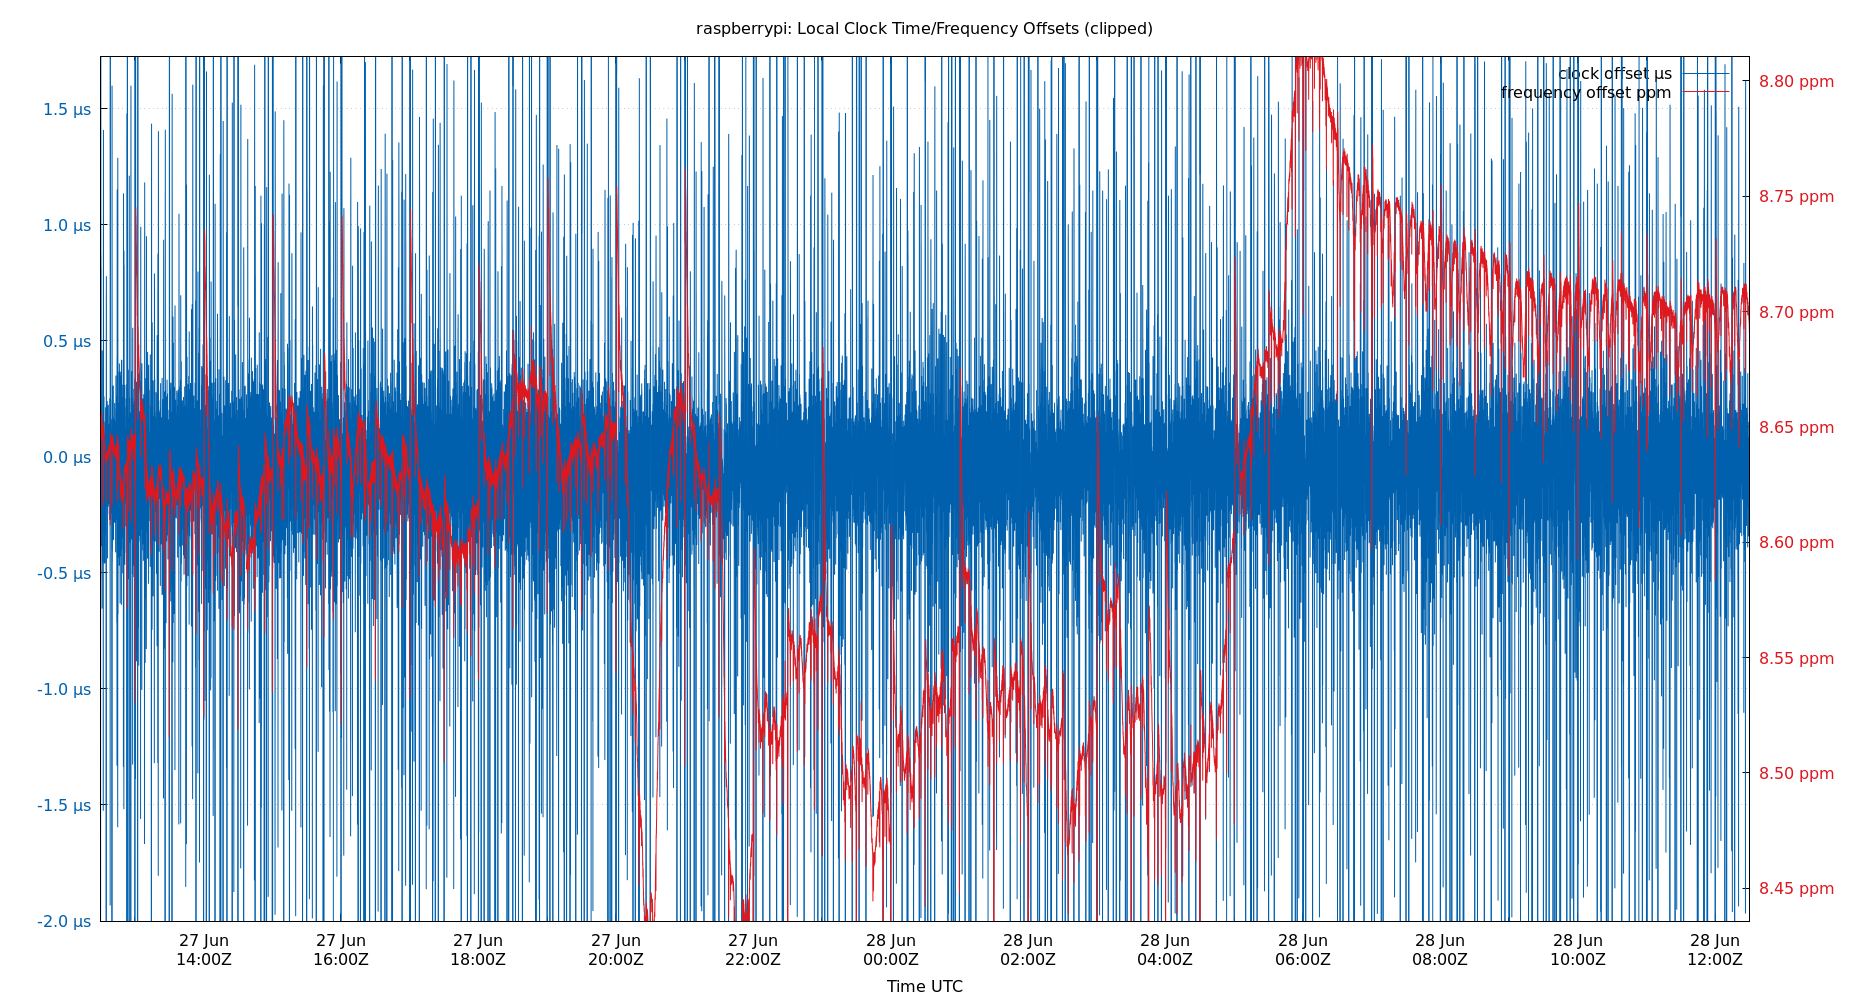 raspberrypi: Local Clock Time/Frequency Offsets (clipped)
clock offset µs
frequency offset ppm
1.5 µs
1.0 µs
0.5 µs
0.0 µs
-0.5 µs
-1.0 µs
-1.5 µs
-2.0 µs
8.80 ppm
8.75 ppm
8.70 ppm
8.65 ppm
8.60 ppm
8.55 ppm
8.50 ppm
8.45 ppm
27 Jun
14:00Z
27 Jun
16:00Z
27 Jun
18:00Z
27 Jun
20:00Z
27 Jun
22:00Z
28 Jun
00:00Z
28 Jun
02:00Z
28 Jun
04:00Z
28 Jun
06:00Z
28 Jun
08:00Z
28 Jun
10:00Z
28 Jun
12:00Z
Time UTC